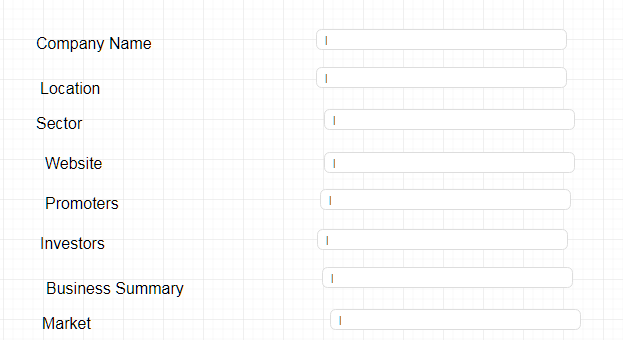 Company Name
Location
Sector
Website
Promoters
Investors
Business Summary
Market